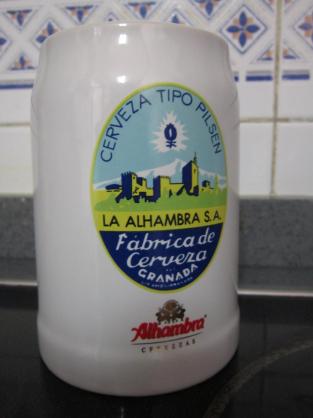 CERVEZA TIPO PILSEN
LA ALHAMBRA S.A.
Fábrica de
Cerveza
GRANADA
Alhambra
CERVEZAS